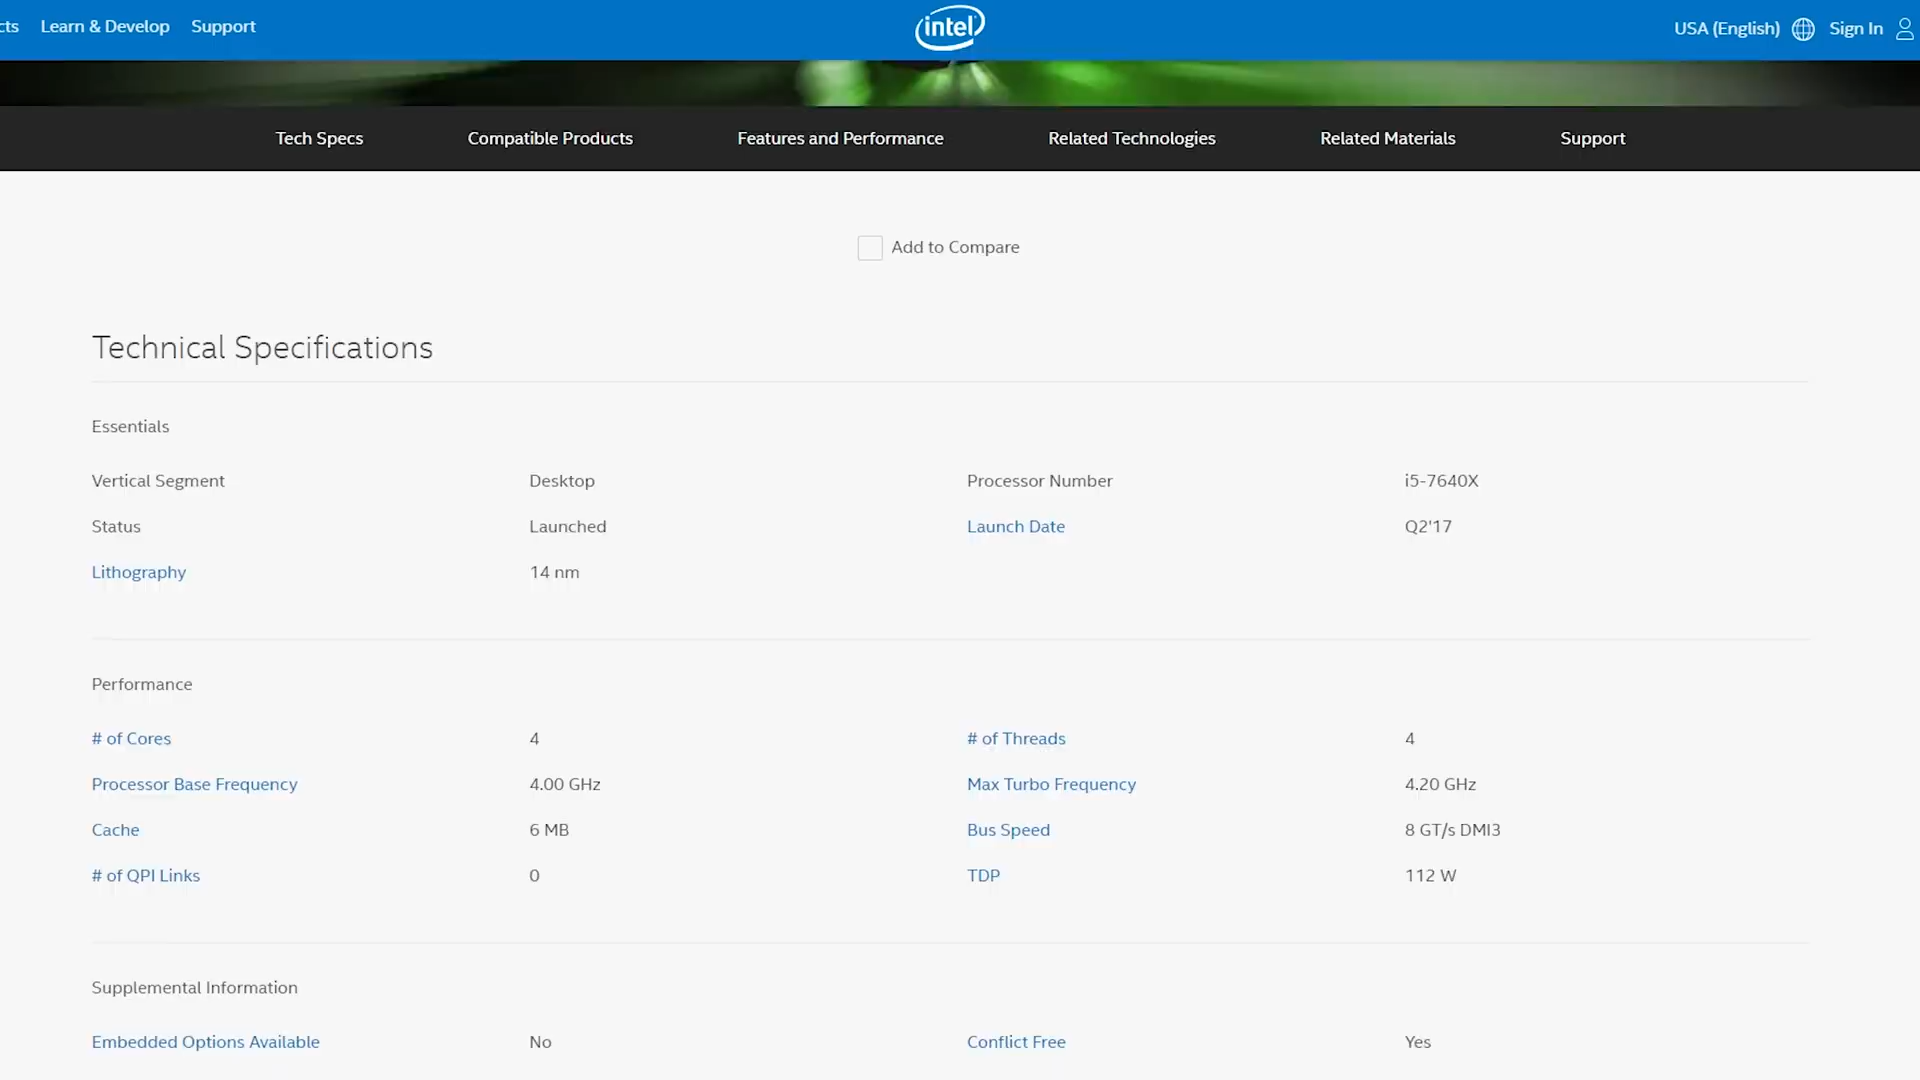 cts Learn & Develop Support intel USA (English) Sign In
Tech Specs Compatible Products Features and Performance Related Technologies Related Materials Support
Add to Compare
Technical Specifications
Essentials
Vertical Segment Desktop Processor Number i5-7640X
Status Launched Launch Date Q2'17
Lithography 14 nm
Performance
# of Cores 4 # of Threads 4
Processor Base Frequency 4.00 GHz Max Turbo Frequency 4.20 GHz
Cache 6 MB Bus Speed 8 GT/s DMI3
# of QPI Links 0 TDP 112 W
Supplemental Information
Embedded Options Available No Conflict Free Yes